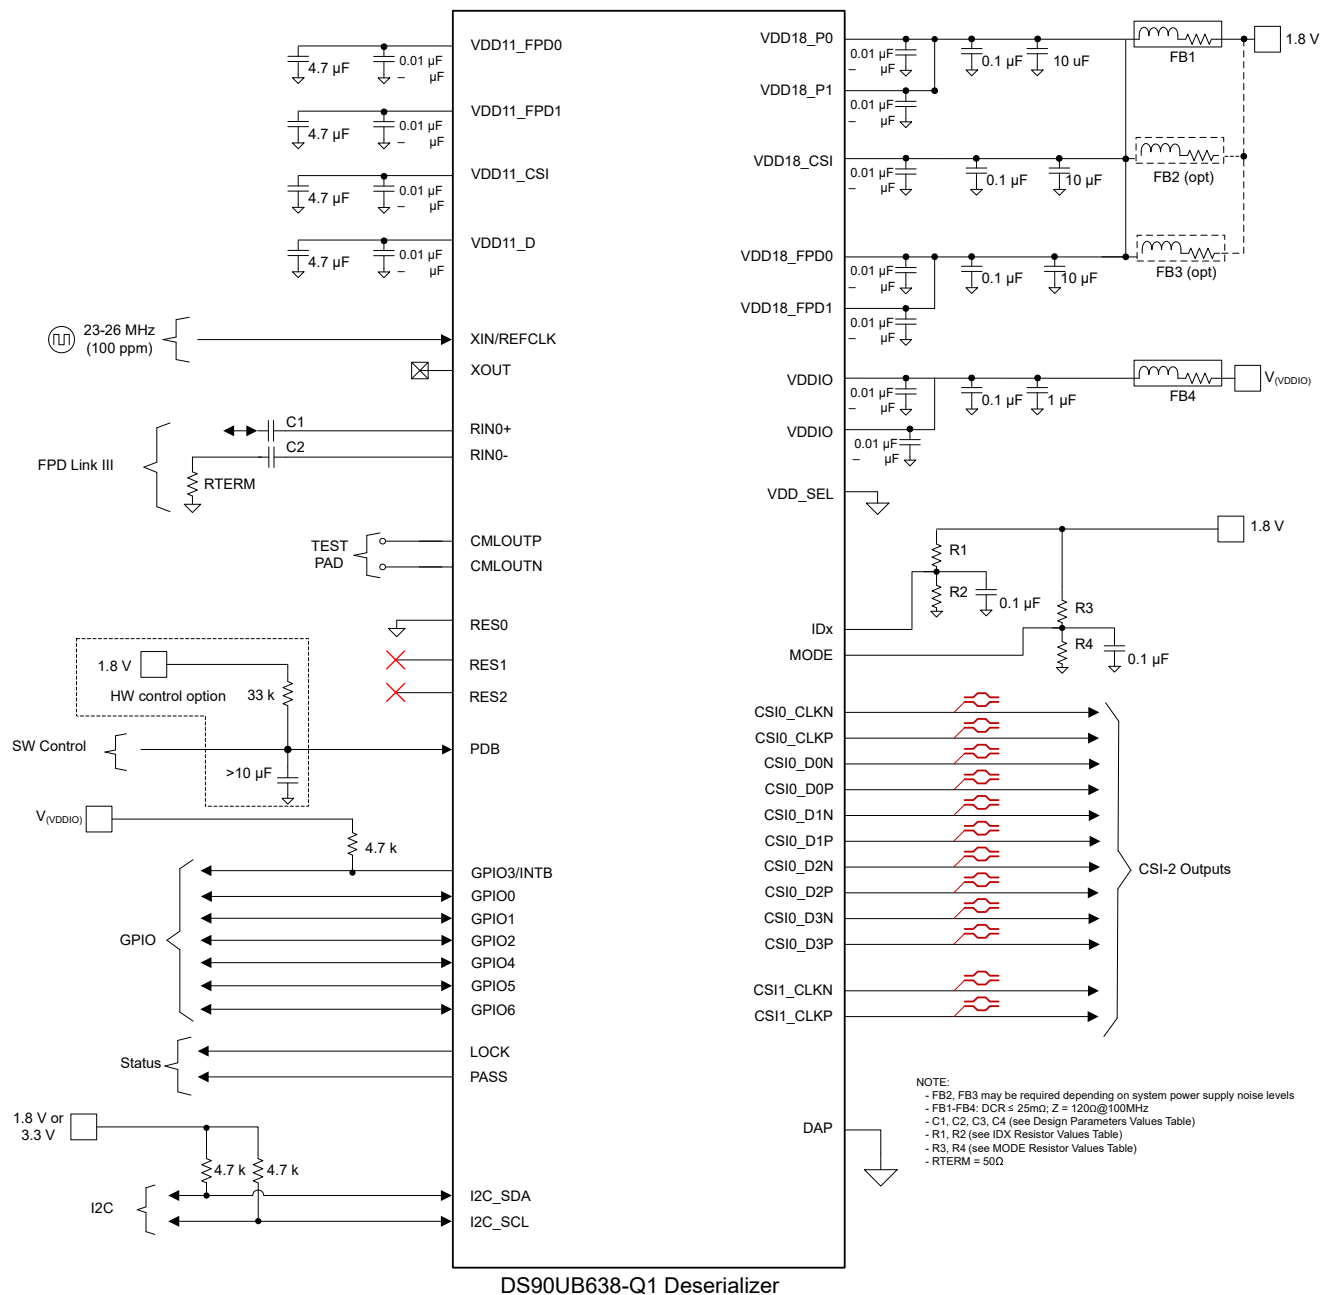 VDD11_FPD0
4.7 µF
0.01 µF
– µF
VDD11_FPD1
4.7 µF
0.01 µF
– µF
VDD11_CSI
4.7 µF
0.01 µF
– µF
VDD11_D
4.7 µF
0.01 µF
– µF
23-26 MHz
(100 ppm)
XIN/REFCLK
XOUT
FPD Link III
C1
RIN0+
C2
RIN0-
RTERM
TEST
PAD
CMLOUTP
CMLOUTN
RES0
RES1
RES2
1.8 V
HW control option
33 k
SW Control
PDB
>10 µF
V(VDDIO)
4.7 k
GPIO3/INTB
GPIO0
GPIO1
GPIO
GPIO2
GPIO4
GPIO5
GPIO6
Status
LOCK
PASS
1.8 V or
3.3 V
4.7 k
4.7 k
I2C
I2C_SDA
I2C_SCL
VDD18_P0
0.01 µF
– µF
0.1 µF
10 uF
FB1
1.8 V
VDD18_P1
0.01 µF
– µF
VDD18_CSI
0.01 µF
– µF
0.1 µF
10 µF
FB2 (opt)
VDD18_FPD0
0.01 µF
– µF
0.1 µF
10 µF
FB3 (opt)
VDD18_FPD1
0.01 µF
– µF
VDDIO
0.01 µF
– µF
0.1 µF
1 µF
FB4
V(VDDIO)
VDDIO
0.01 µF
– µF
VDD_SEL
1.8 V
R1
R2
0.1 µF
R3
R4
0.1 µF
IDx
MODE
CSI0_CLKN
CSI0_CLKP
CSI0_D0N
CSI0_D0P
CSI0_D1N
CSI0_D1P
CSI0_D2N
CSI-2 Outputs
CSI0_D2P
CSI0_D3N
CSI0_D3P
CSI1_CLKN
CSI1_CLKP
DAP
NOTE:
- FB2, FB3 may be required depending on system power supply noise levels
- FB1-FB4: DCR ≤ 25mΩ; Z = 120Ω@100MHz
- C1, C2, C3, C4 (see Design Parameters Values Table)
- R1, R2 (see IDX Resistor Values Table)
- R3, R4 (see MODE Resistor Values Table)
- RTERM = 50Ω
DS90UB638-Q1 Deserializer